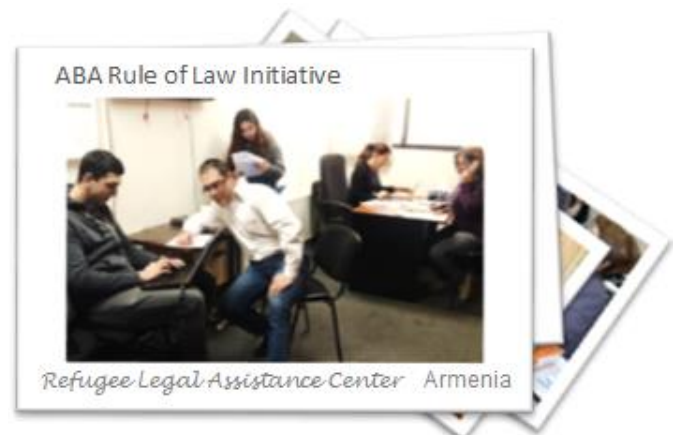 ABA Rule of Law Initiative
Refugee Legal Assistance Center Armenia